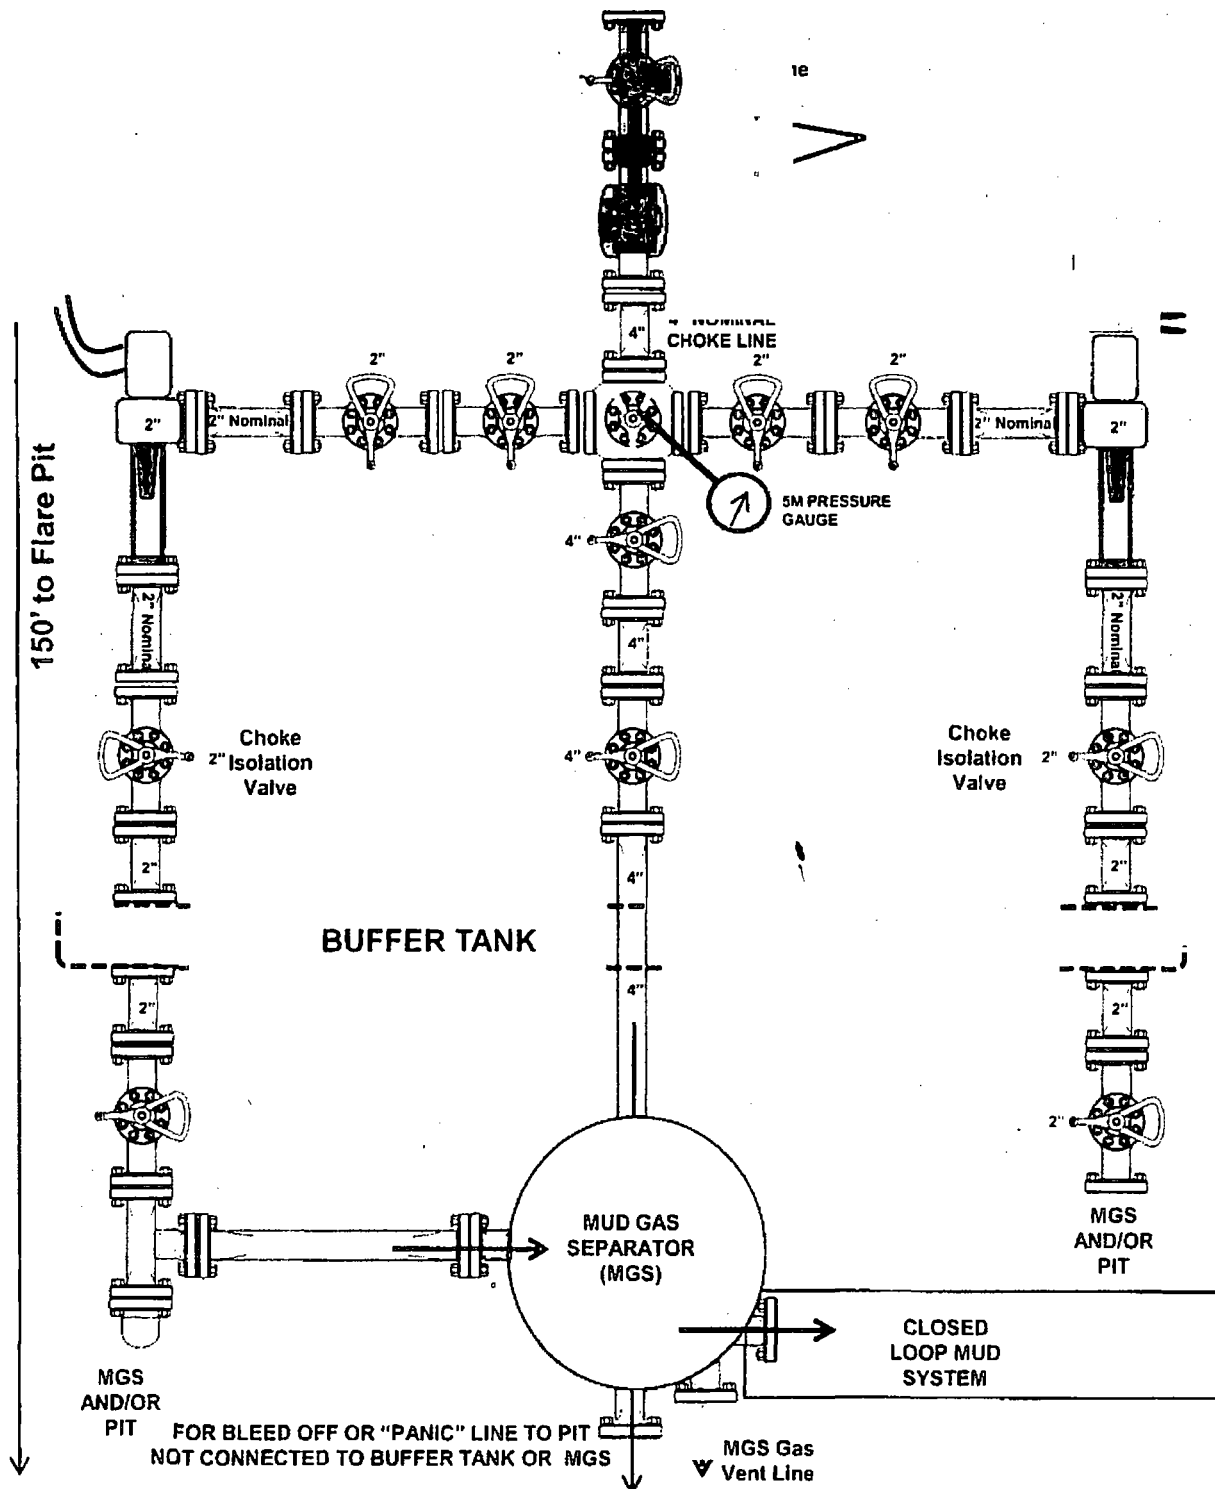 4"
CHOKE LINE
2"
2"
2"
2"
2"
2" Nominal
2" Nominal
2"
5M PRESSURE
GAUGE
4"
150' to Flare Pit
2" Nominal
4"
2" Nominal
Choke
Isolation
Valve
2"
4"
Choke
Isolation
Valve
2"
2"
4"
2"
BUFFER TANK
4"
2"
2"
2"
MUD GAS
SEPARATOR
(MGS)
MGS
AND/OR
PIT
CLOSED
LOOP MUD
SYSTEM
MGS
AND/OR
PIT
FOR BLEED OFF OR "PANIC" LINE TO PIT
NOT CONNECTED TO BUFFER TANK OR MGS
MGS Gas
Vent Line